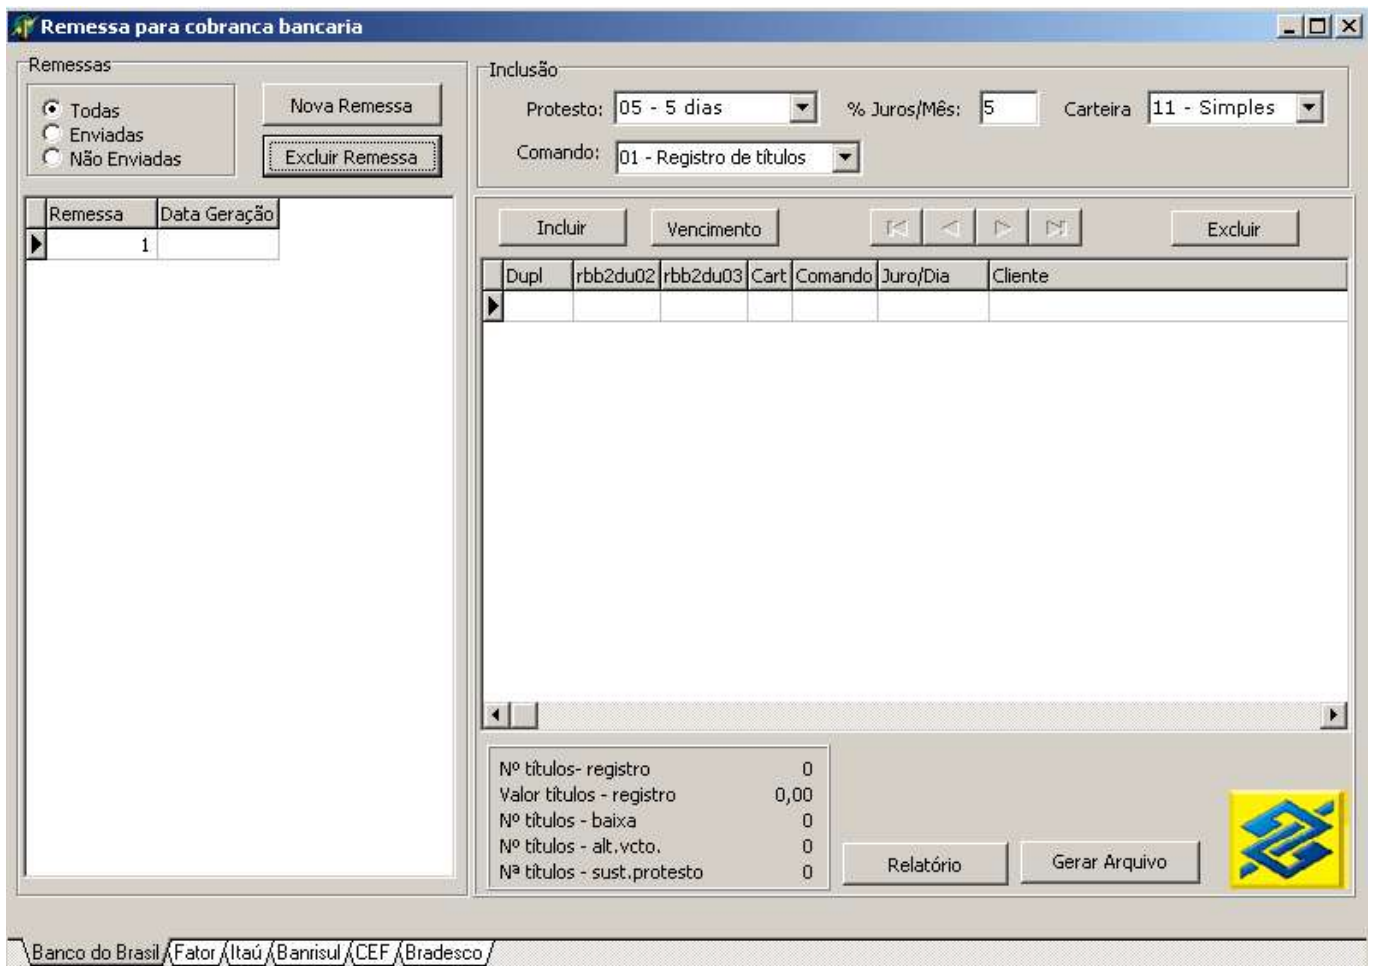 Remessa para cobranca bancaria
Remessas
Todas
Enviadas
Não Enviadas
Nova Remessa
Excluir Remessa
Remessa Data Geração
1
Inclusão
Protesto: 05 - 5 dias % Juros/Mês: 5 Carteira 11 - Simples
Comando: 01 - Registro de títulos
Incluir Vencimento Excluir
Dupl rbb2du02 rbb2du03 Cart Comando Juro/Dia Cliente
Nº títulos- registro 0
Valor títulos - registro 0,00
Nº títulos - baixa 0
Nº títulos - alt.vcto. 0
Nª títulos - sust.protesto 0
Relatório Gerar Arquivo
Banco do Brasil Fator Itaú Banrisul CEF Bradesco